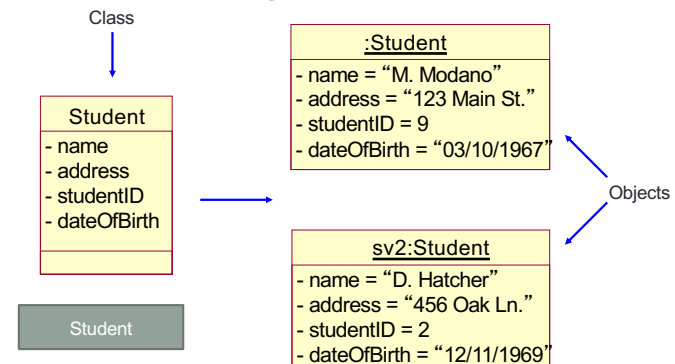 Class
Student
- name
- address
- studentID
- dateOfBirth
Student
:Student
- name = “M. Modano”
- address = “123 Main St.”
- studentID = 9
- dateOfBirth = “03/10/1967”
Objects
sv2:Student
- name = “D. Hatcher”
- address = “456 Oak Ln.”
- studentID = 2
- dateOfBirth = “12/11/1969”